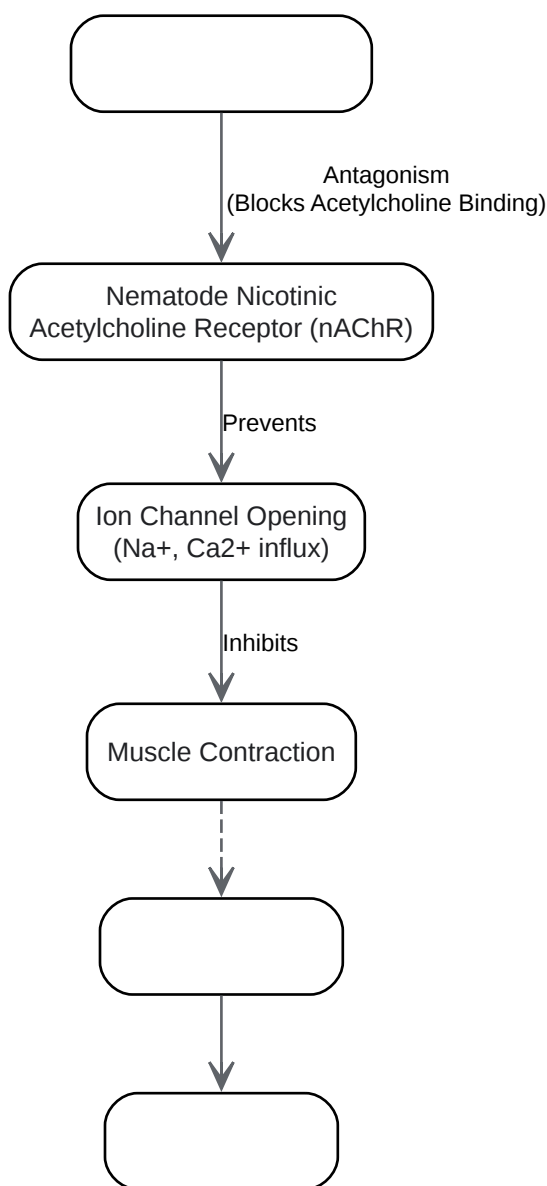 Antagonism
(Blocks Acetylcholine Binding)
Nematode Nicotinic
Acetylcholine Receptor (nAChR)
Prevents
Ion Channel Opening
(Na+, Ca2+ influx)
Inhibits
Muscle Contraction